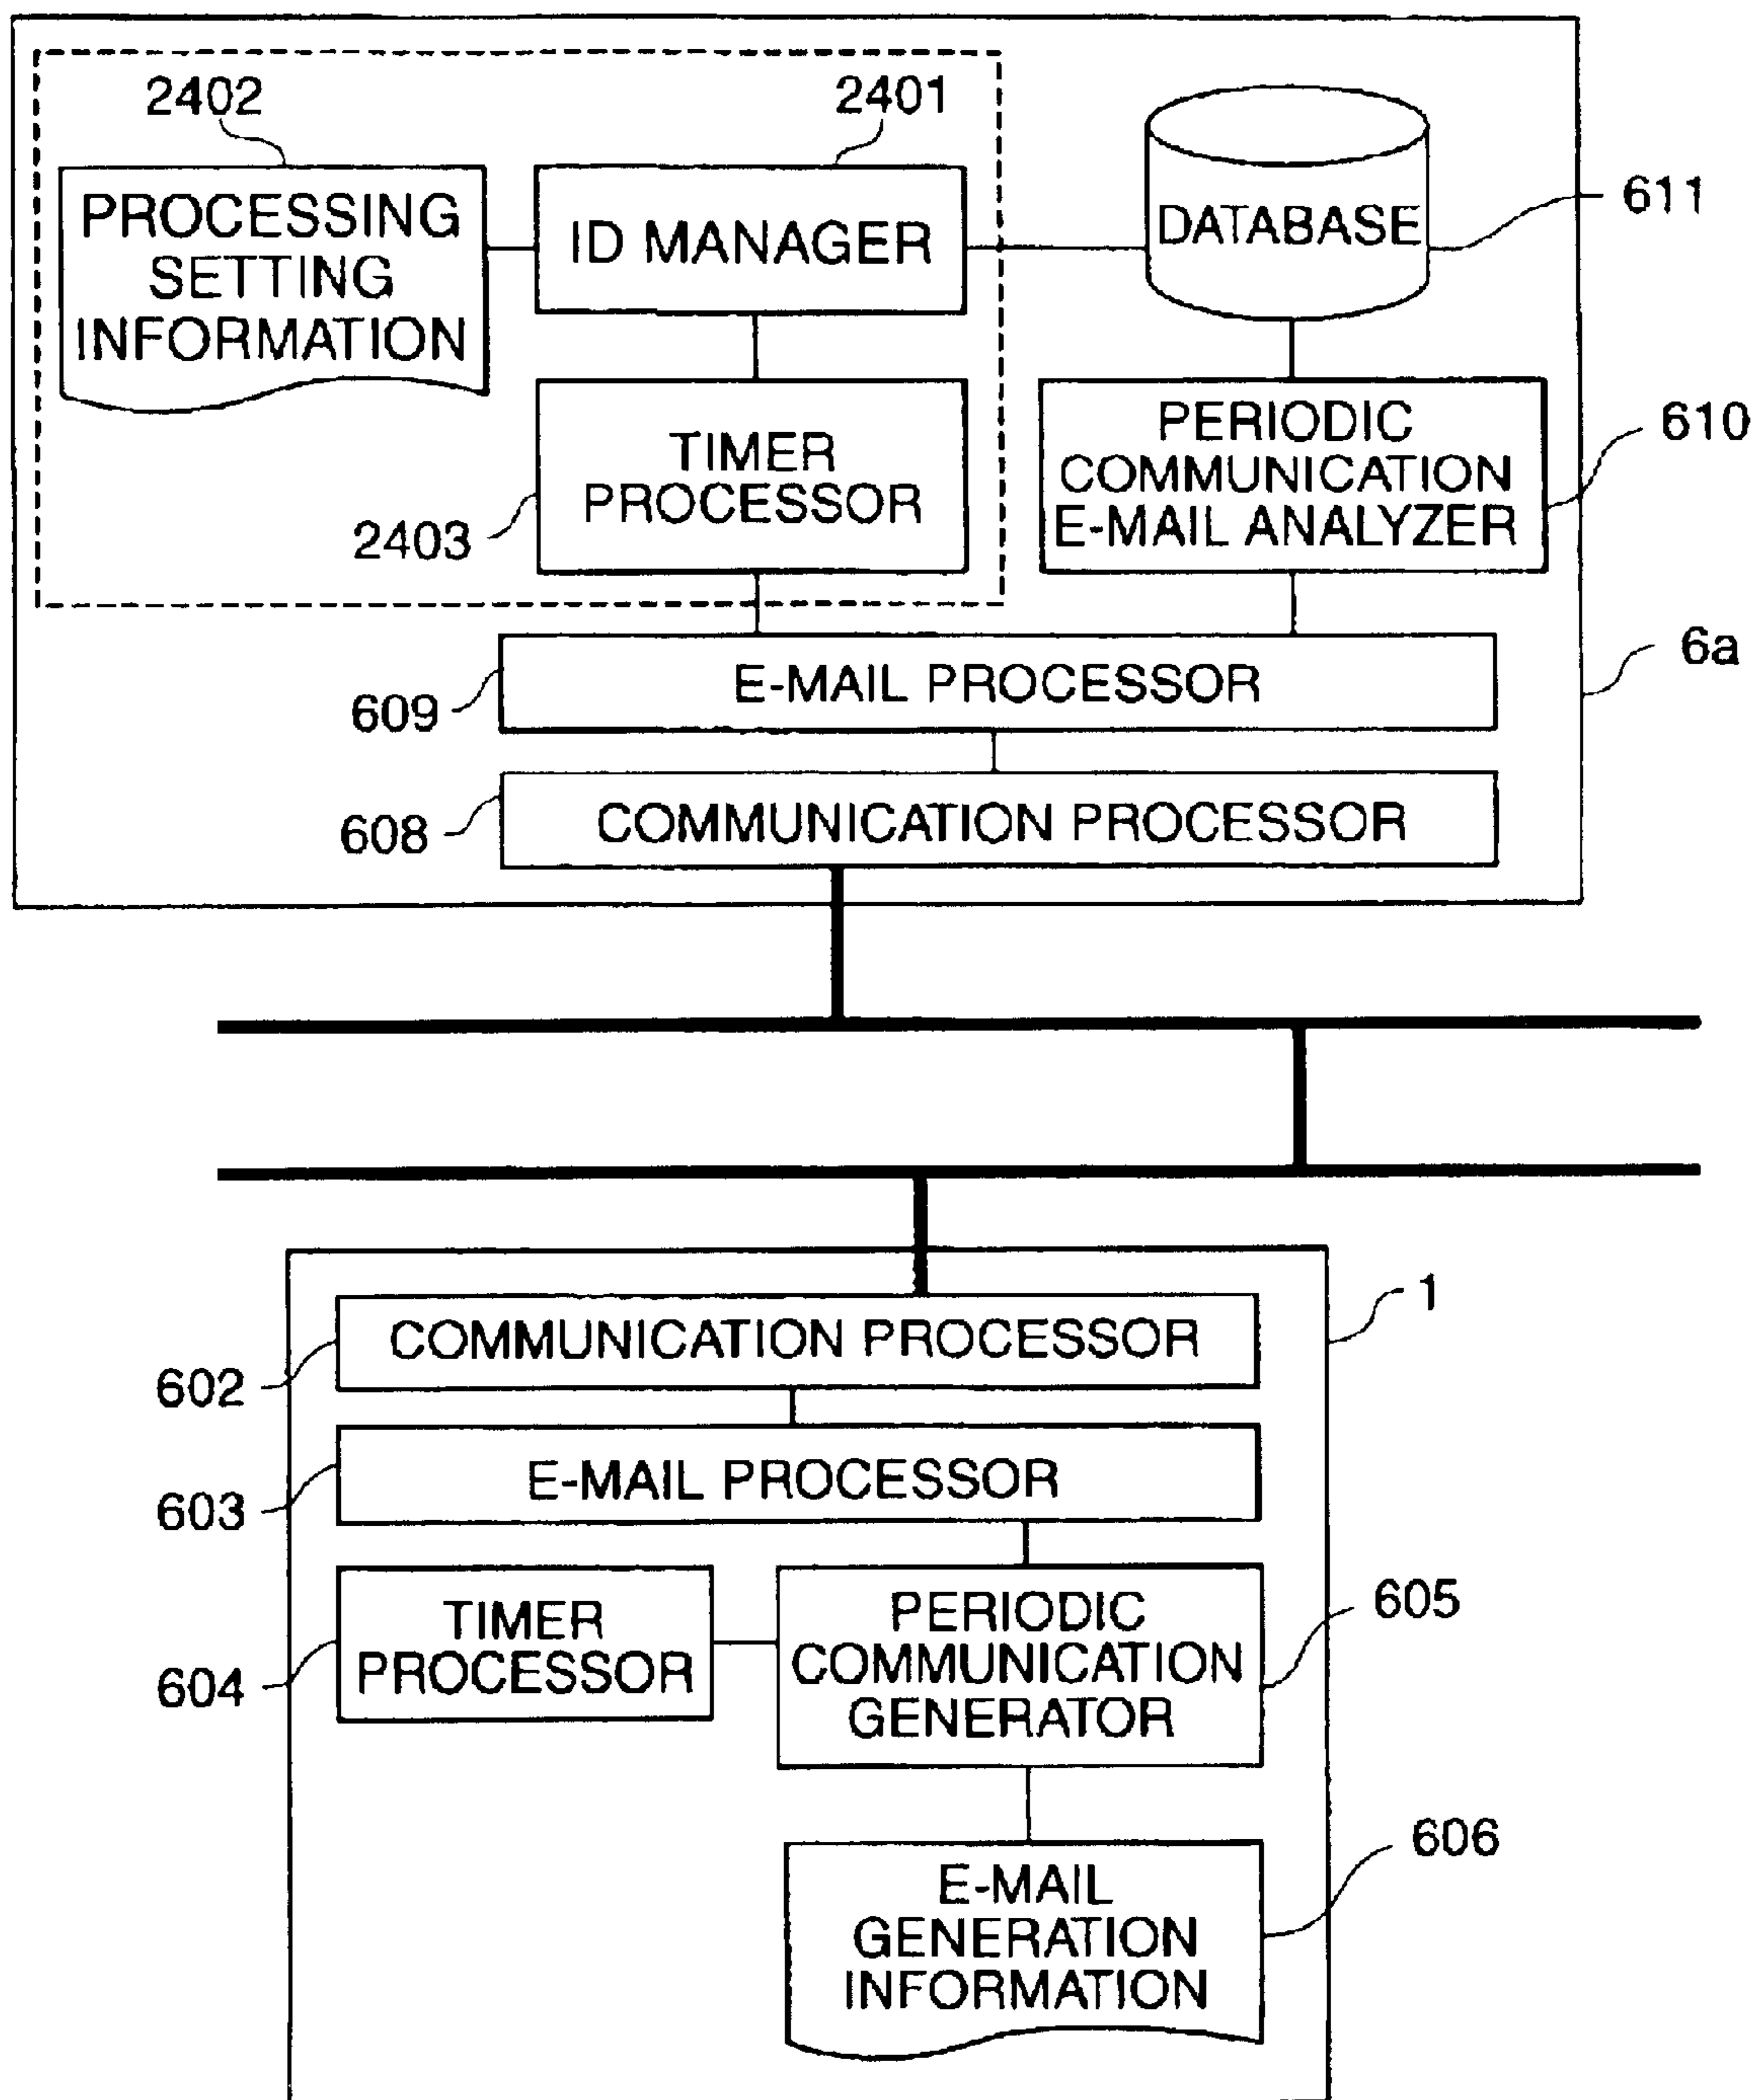 2402
2401
PROCESSING
SETTING
INFORMATION
ID MANAGER
DATABASE
611
TIMER
PROCESSOR
2403
PERIODIC
COMMUNICATION
E-MAIL ANALYZER
610
E-MAIL PROCESSOR
609
6a
COMMUNICATION PROCESSOR
608
1
COMMUNICATION PROCESSOR
602
E-MAIL PROCESSOR
603
TIMER
PROCESSOR
604
PERIODIC
COMMUNICATION
GENERATOR
605
E-MAIL
GENERATION
INFORMATION
606